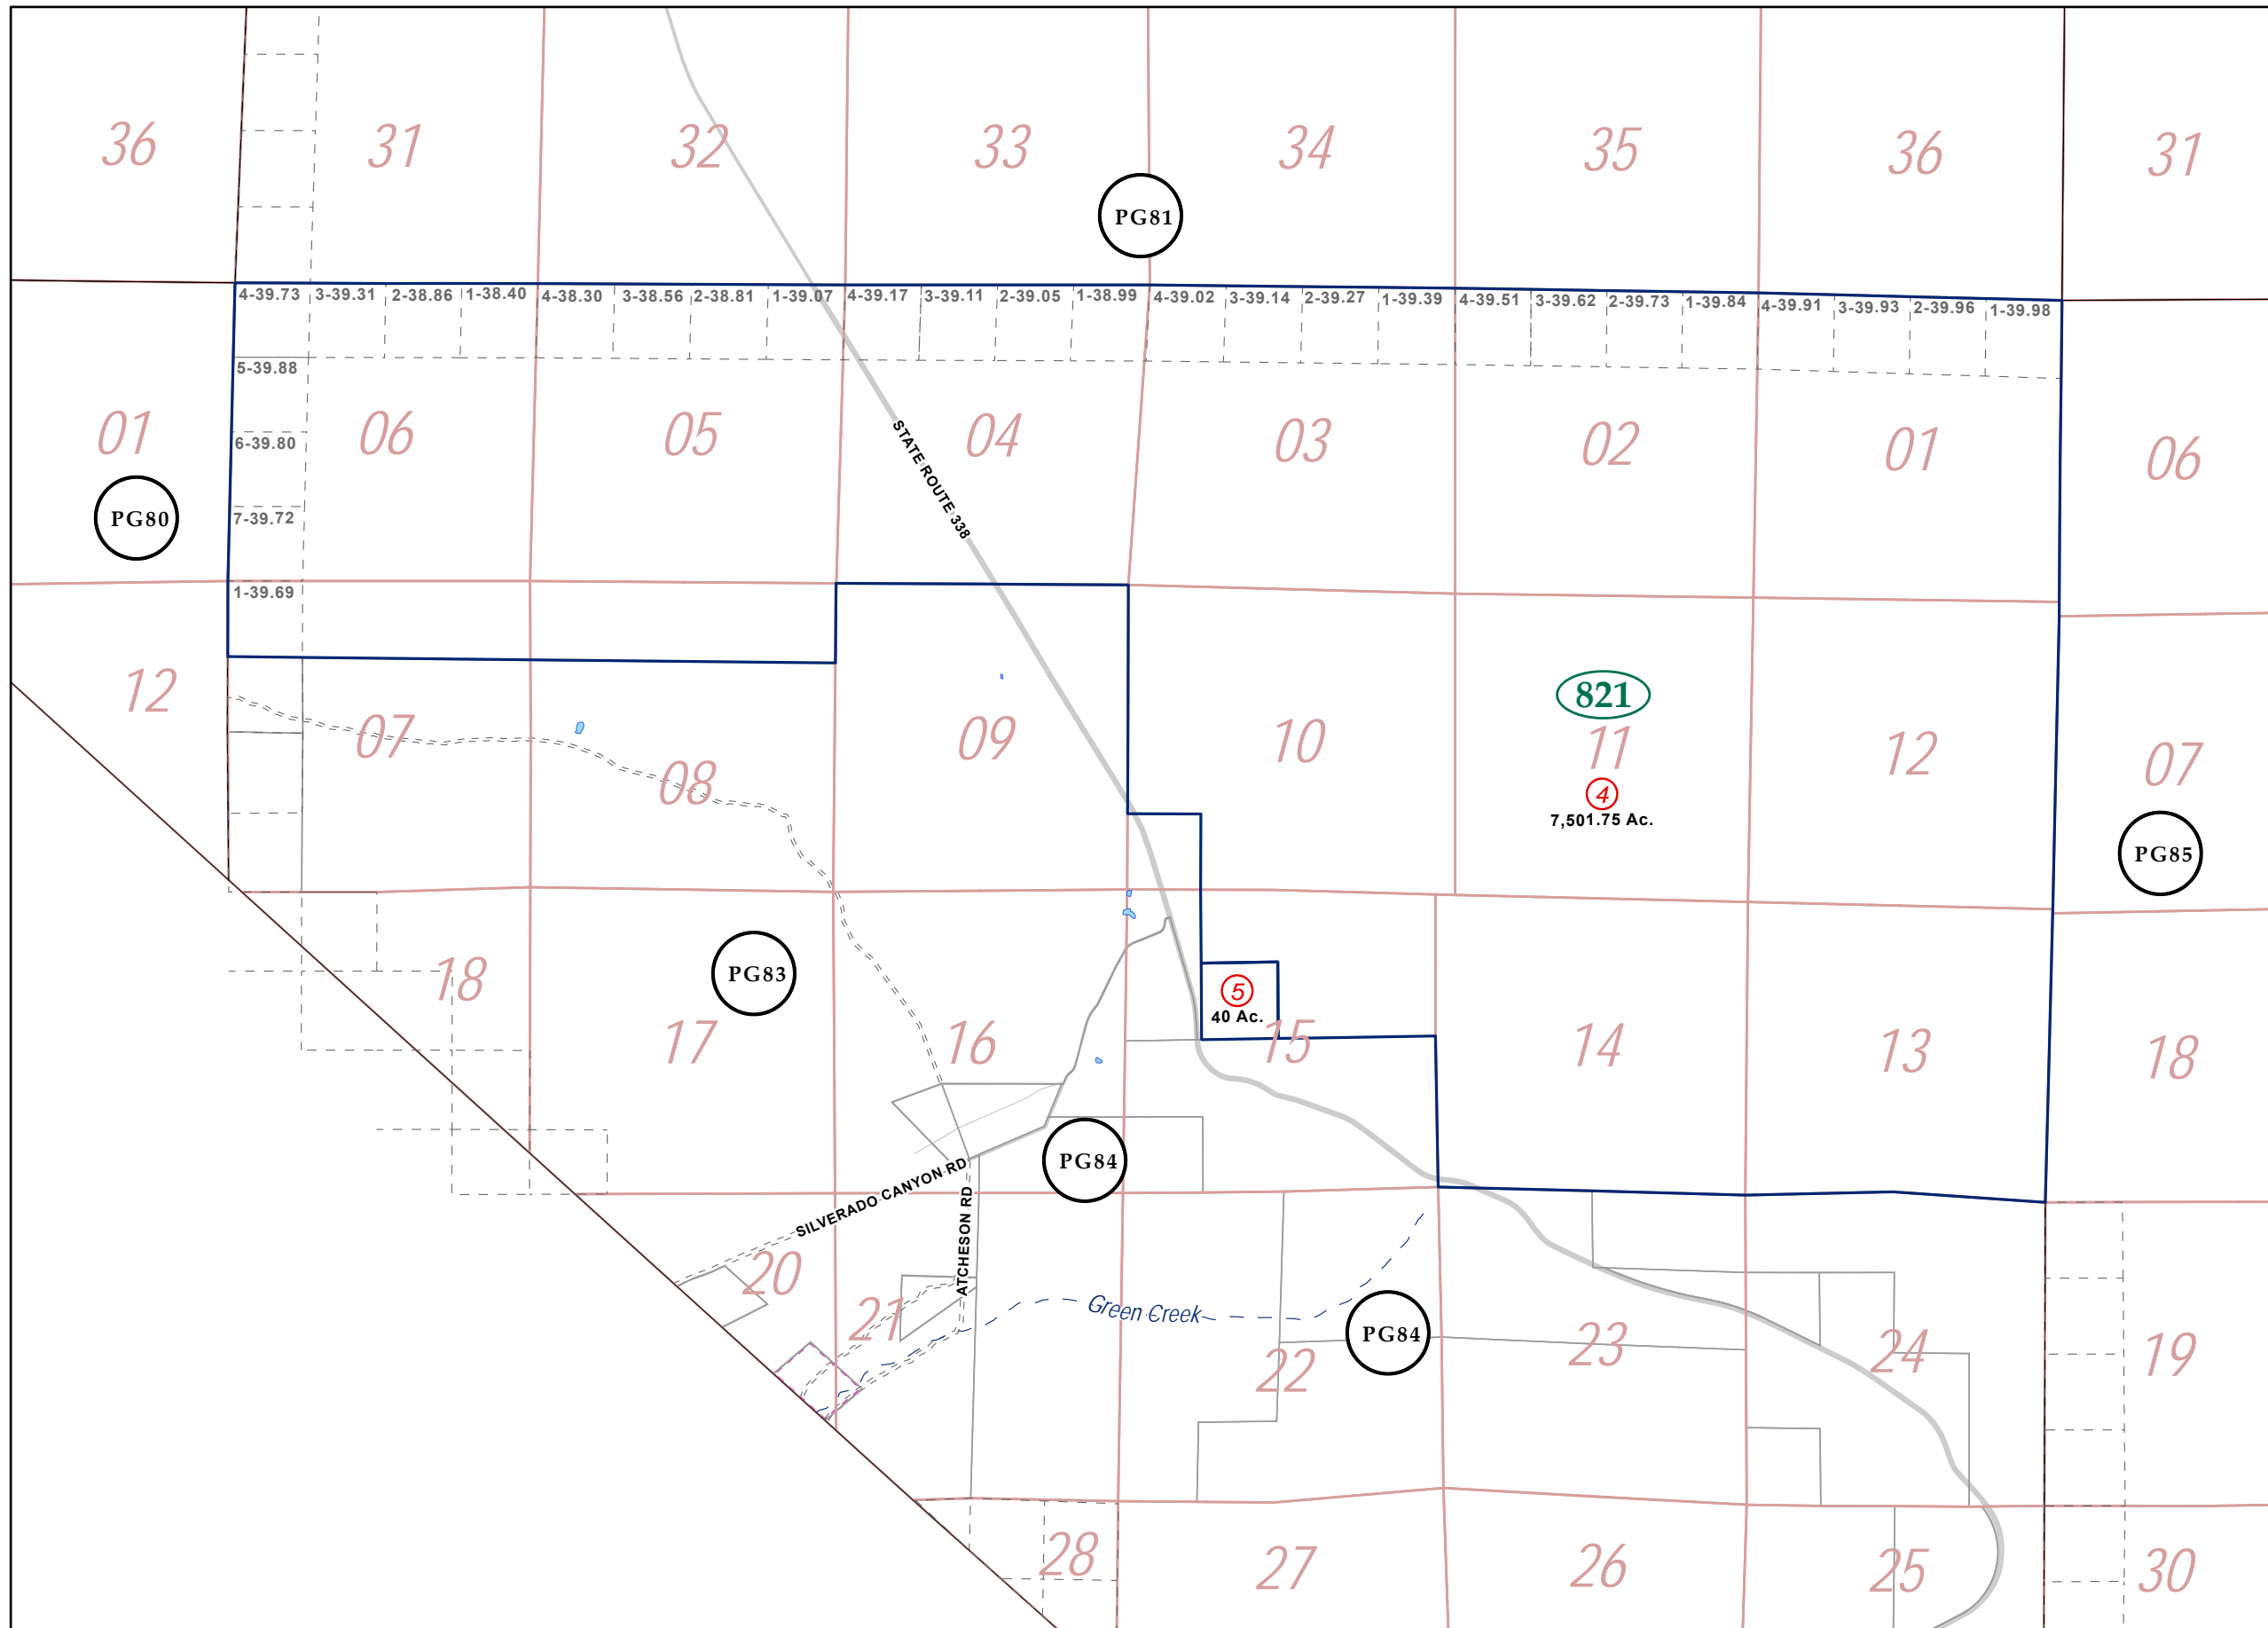 36 31 32 33 34 35 36 31
PG81
4-39.73 3-39.31 2-38.86 1-38.40 4-38.30 3-38.56 2-38.81 1-39.07 4-39.17 3-39.11 2-39.05 1-38.99 4-39.02 3-39.14 2-39.27 1-39.39 4-39.51 3-39.62 2-39.73 1-39.84 4-39.91 3-39.93 2-39.96 1-39.98
5-39.88
01 06 05 04 03 02 01 06
6-39.80
STATE ROUTE 338
PG80
7-39.72
1-39.69
12 07 08 09 10 11 12 07
821
4
7,501.75 Ac.
PG85
18 PG83
5
40 Ac.
17 16 15 14 13 18
PG84
SILVERADO CANYON RD
ATCHESON RD
20 21
Green Creek
PG84
22 23 24 19
28 27 26 25 30